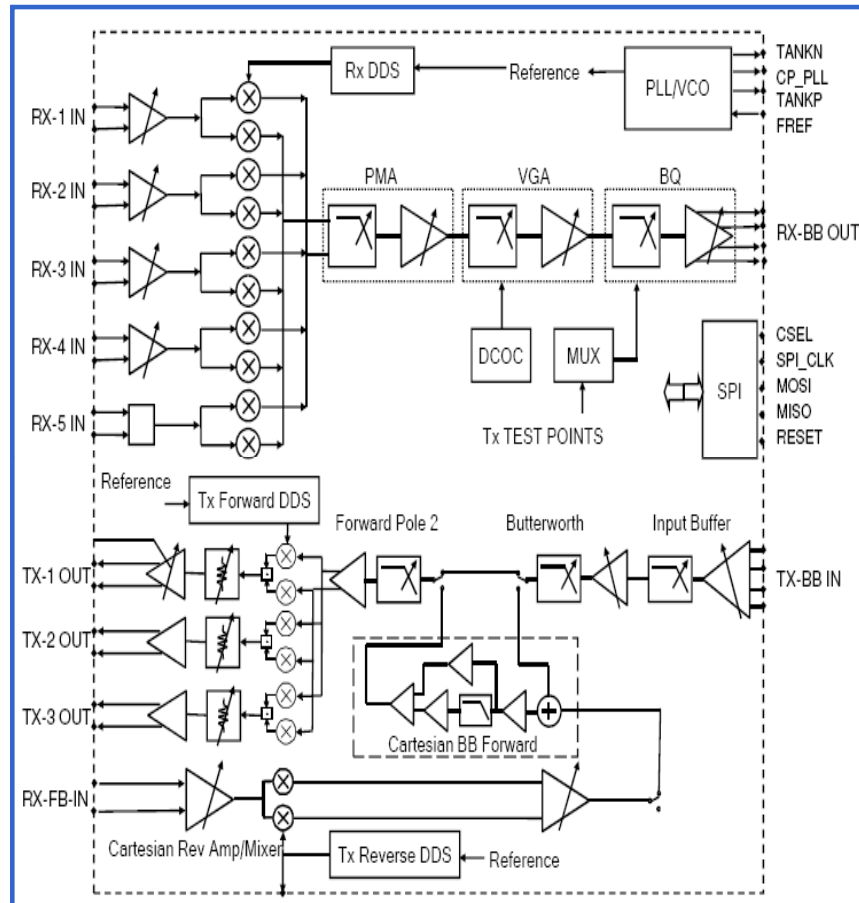 TANKN
Rx DDS
Reference
PLL/VCO
CP_PLL
TANKP
FREF
RX-1 IN
PMA
VGA
BQ
RX-2 IN
RX-BB OUT
RX-3 IN
RX-4 IN
DCOC
MUX
CSEL
SPI_CLK
SPI
MOSI
MISO
RESET
RX-5 IN
Tx TEST POINTS
Reference
Tx Forward DDS
Forward Pole 2
Butterworth
Input Buffer
TX-1 OUT
TX-BB IN
TX-2 OUT
TX-3 OUT
Cartesian BB Forward
RX-FB-IN
Cartesian Rev Amp/Mixer
Tx Reverse DDS
Reference